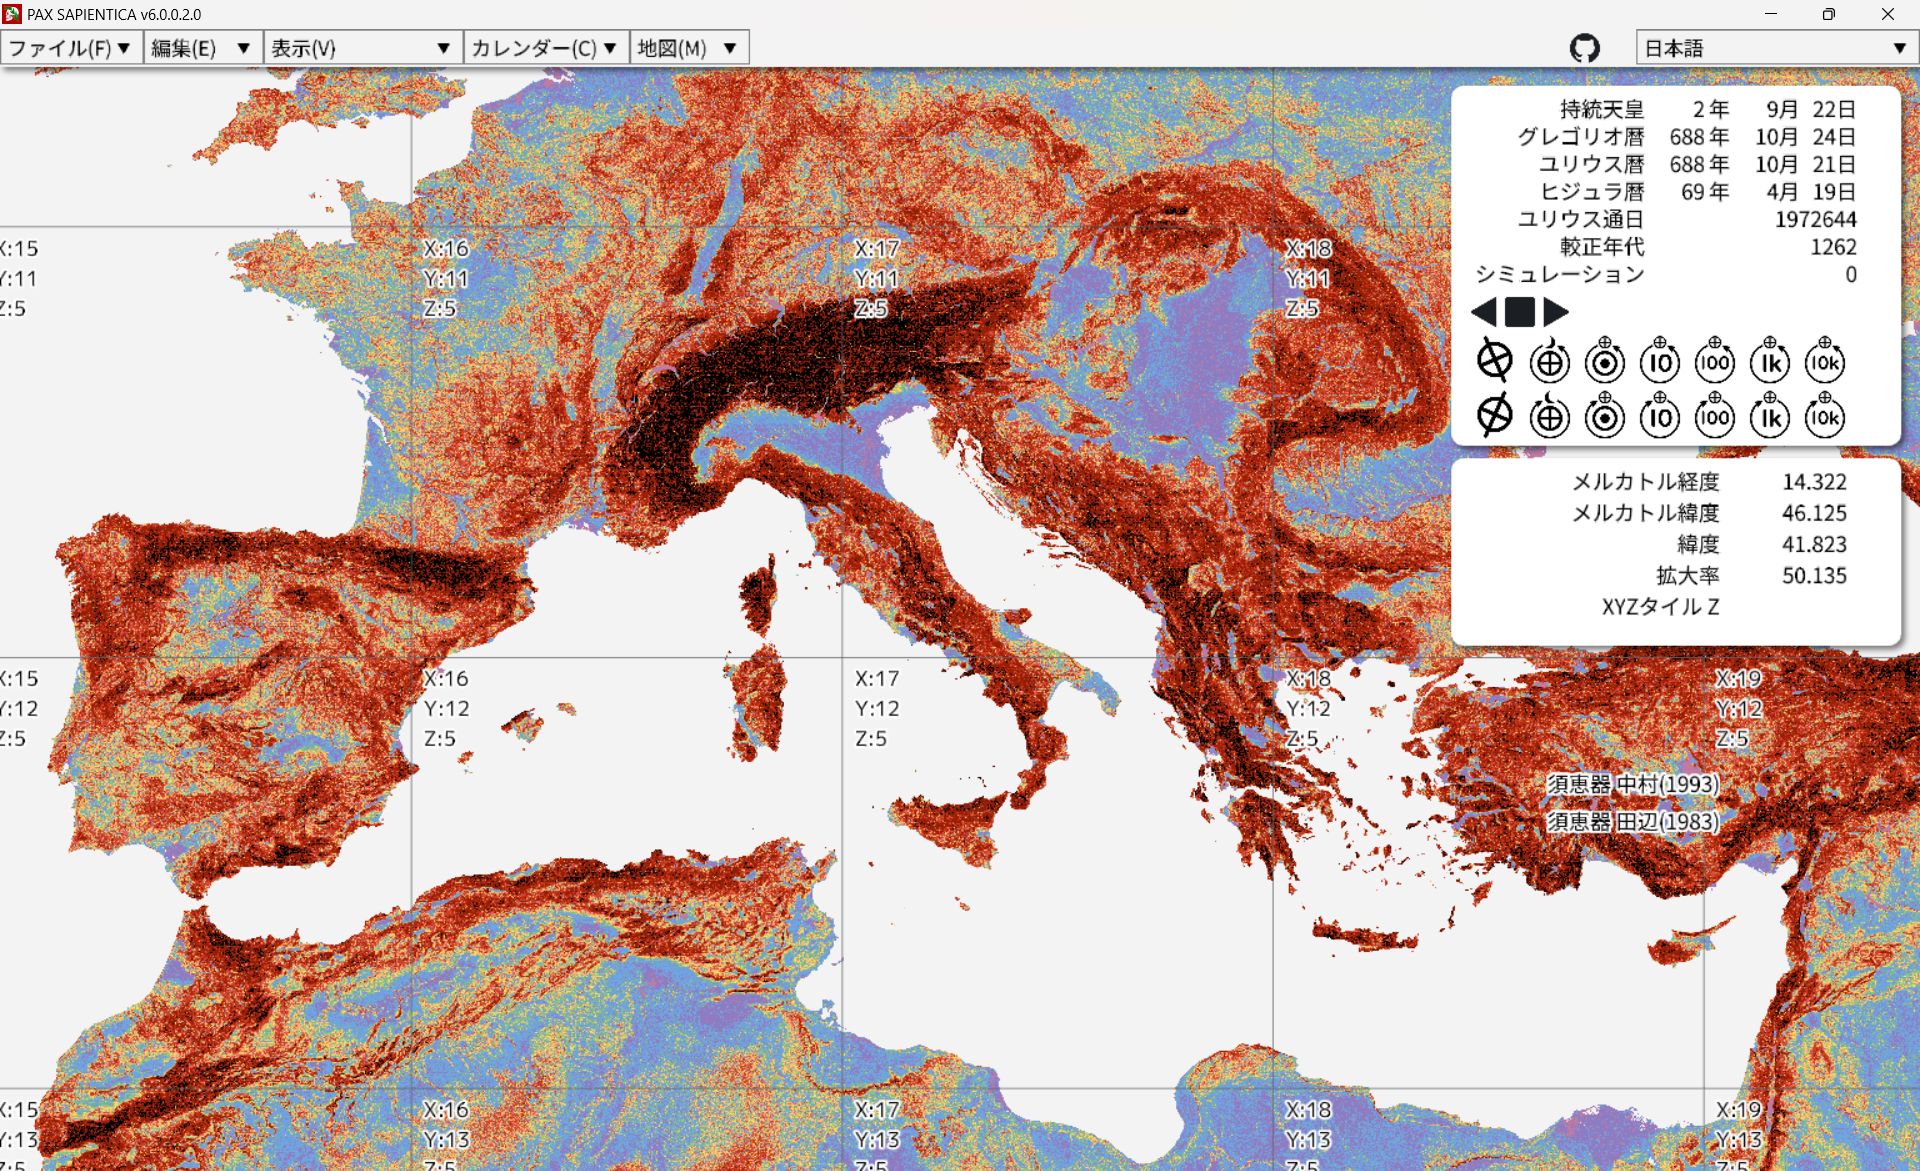 PAX SAPIENTICA v6.0.0.2.0
ファイル(F) ▼ 編集(E) ▼ 表示(V) ▼ カレンダー(C) ▼ 地図(M) ▼ 日本語 ▼
持統天皇 2年 9月 22日
グレゴリオ暦 688年 10月 24日
ユリウス暦 688年 10月 21日
ヒジュラ暦 69年 4月 19日
ユリウス通日 1972644
較正年代 1262
シミュレーション 0
10 100 1k 10k
10 100 1k 10k
メルカトル経度 14.322
メルカトル緯度 46.125
緯度 41.823
拡大率 50.135
XYZタイル Z
X:15 X:16 X:17 X:18
Y:11 Y:11 Y:11 Y:11
Z:5 Z:5 Z:5 Z:5
X:15 X:16 X:17 X:18 X:19
Y:12 Y:12 Y:12 Y:12 Y:12
Z:5 Z:5 Z:5 Z:5 Z:5
須恵器 中村(1993)
須恵器 田辺(1983)
X:15 X:16 X:17 X:18 X:19
Y:13 Y:13 Y:13 Y:13 Y:13
Z:5 Z:5 Z:5 Z:5 Z:5